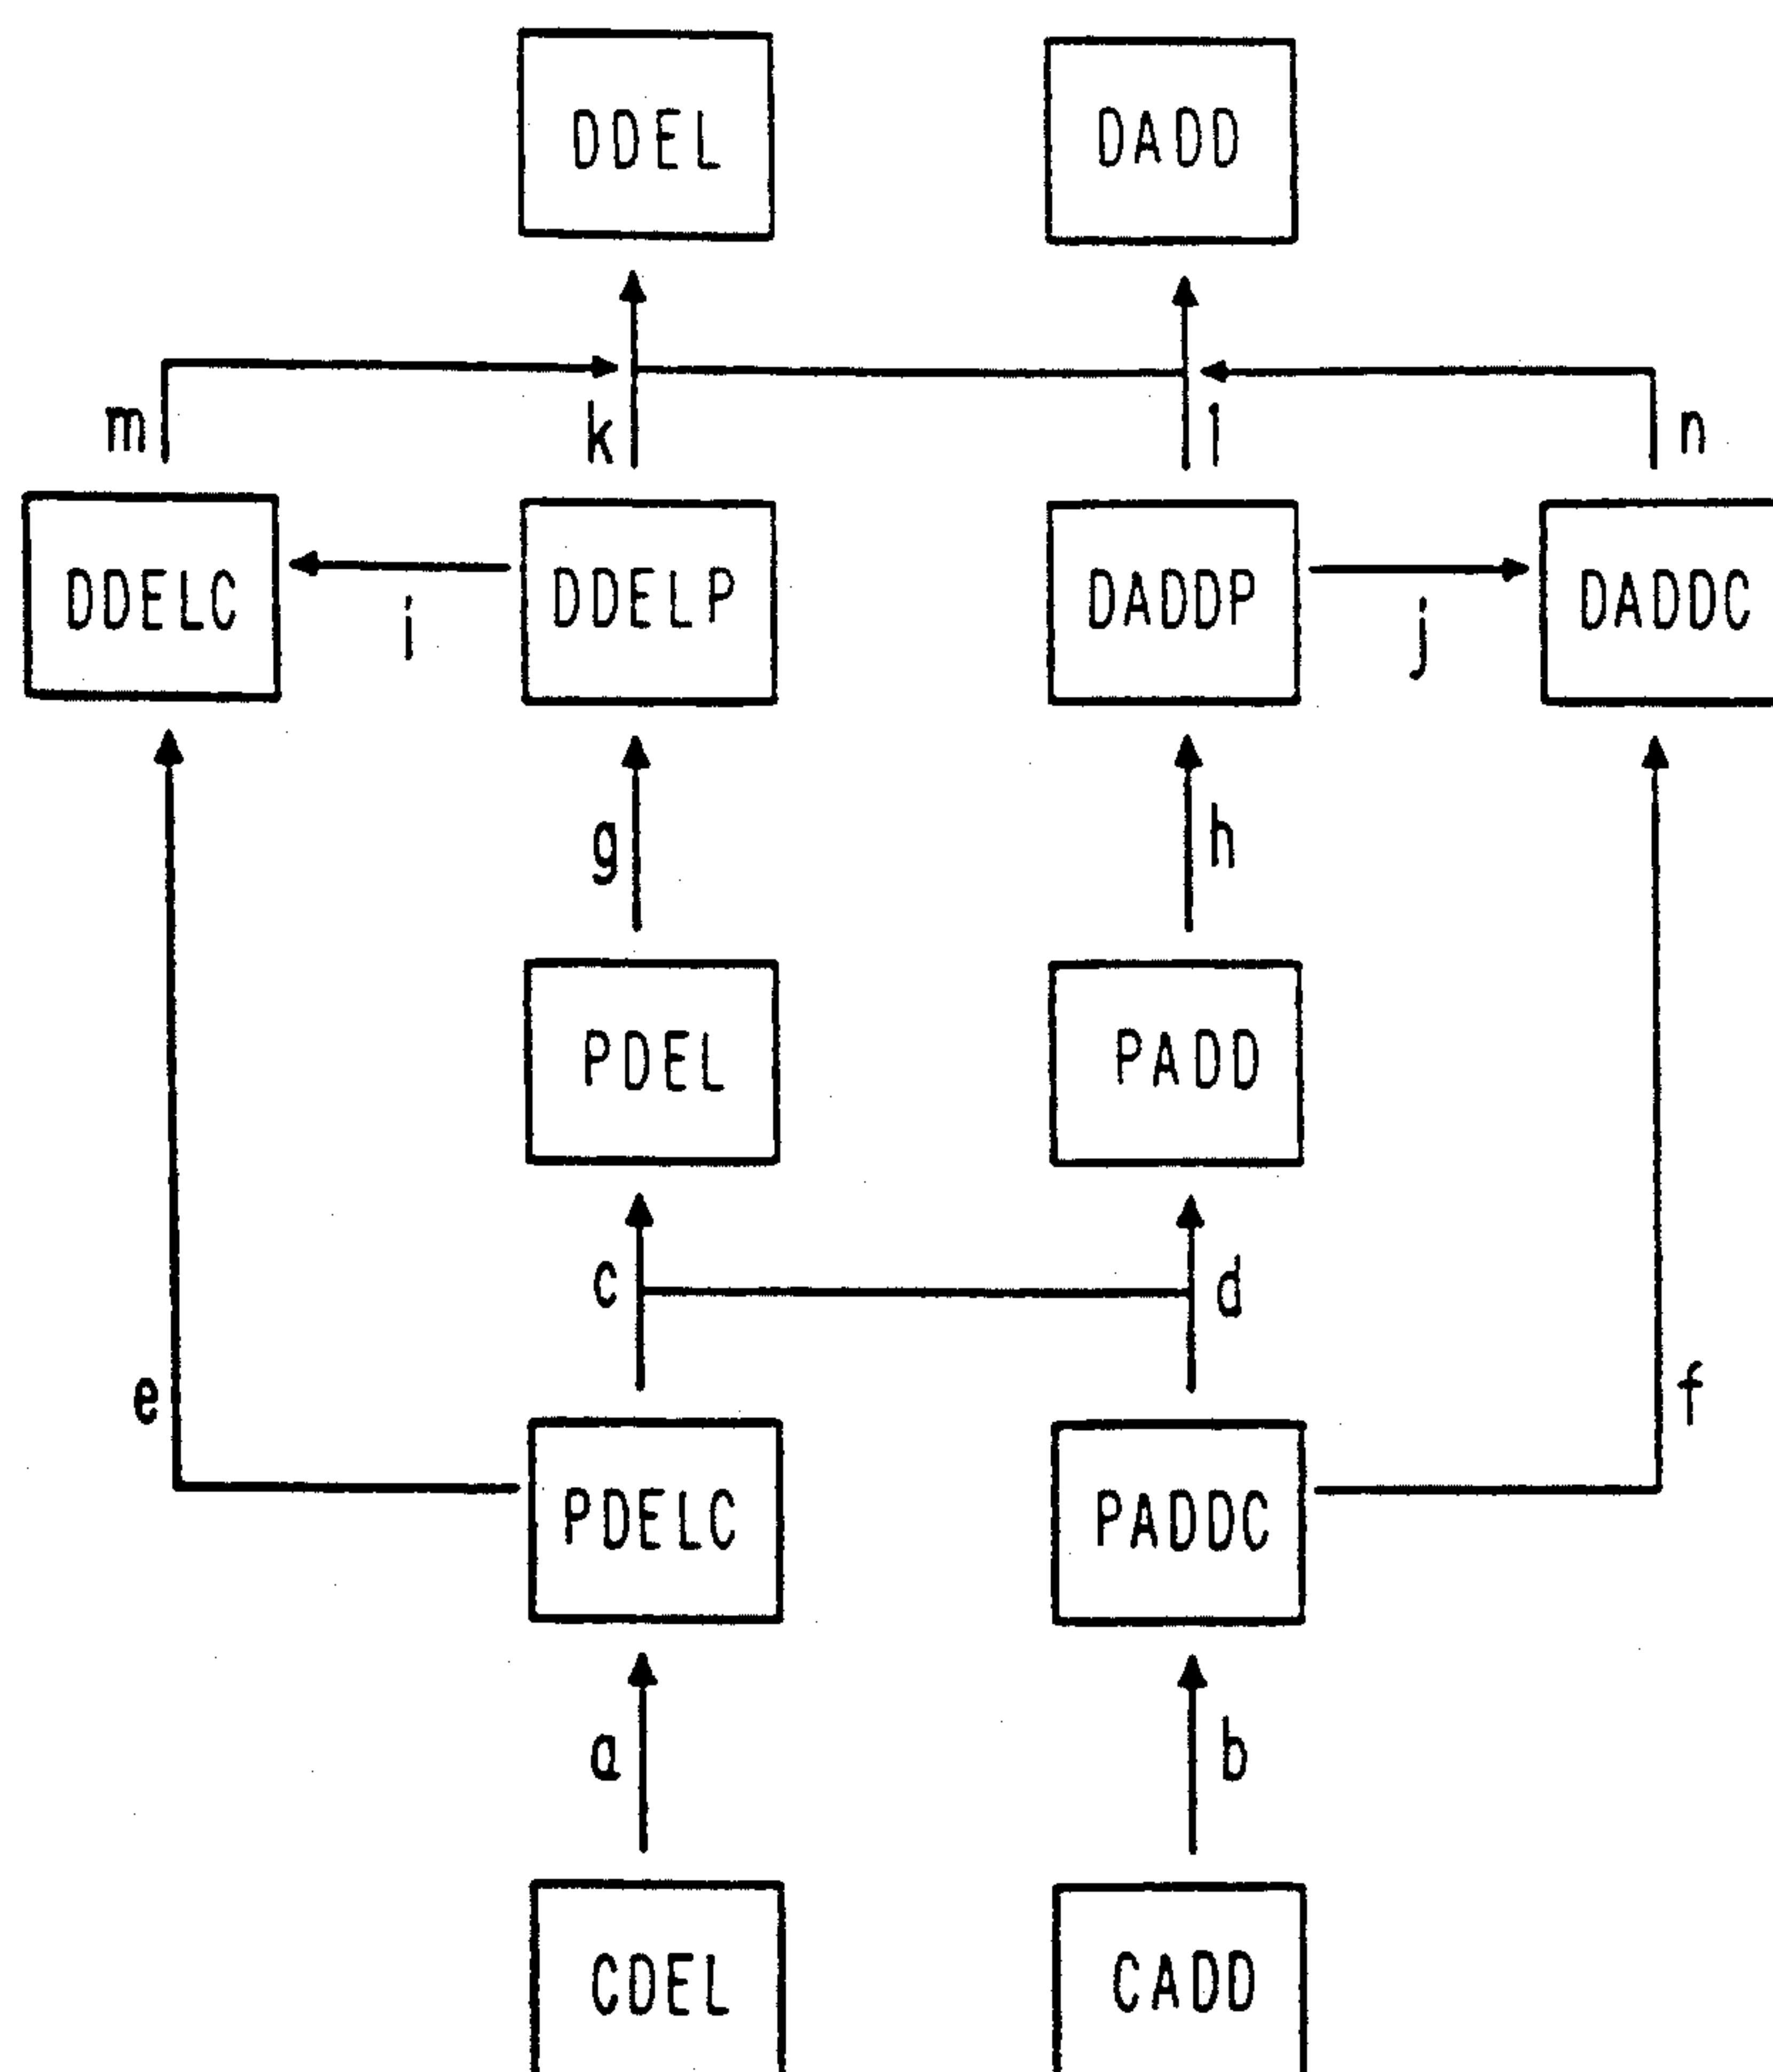 DDEL DADD
m k l n
DDELC DDELP DADDP DADDC
i j
g h
PDEL PADD
c d
e f
PDELC PADDC
a b
CDEL CADD